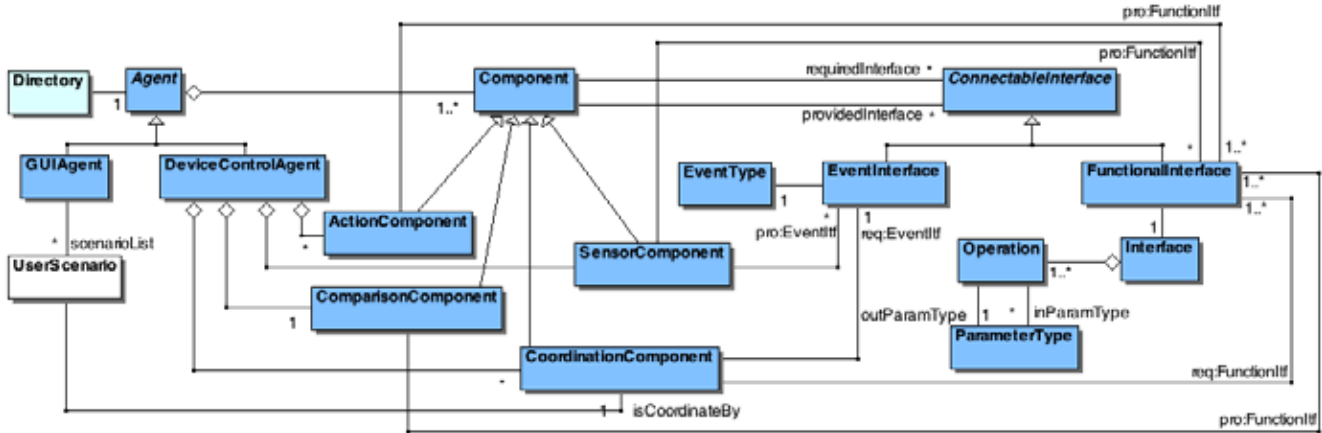 pro:FunctionItf
pro:FunctionItf
Directory
Agent
Component
requiredInterface *
ConnectableInterface
1
1..*
providedInterface *
GUIAgent
DeviceControlAgent
EventType
EventInterface
FunctionalInterface
*
1..*
1..*
1..*
1
*
1
1
ActionComponent
*
pro:EventItf
req:EventItf
* scenarioList
UserScenario
SensorComponent
Operation
Interface
1..*
ComparisonComponent
1
outParamType
1
*
inParamType
ParameterType
CoordinationComponent
req:FunctionItf
1
isCoordinateBy
pro:FunctionItf